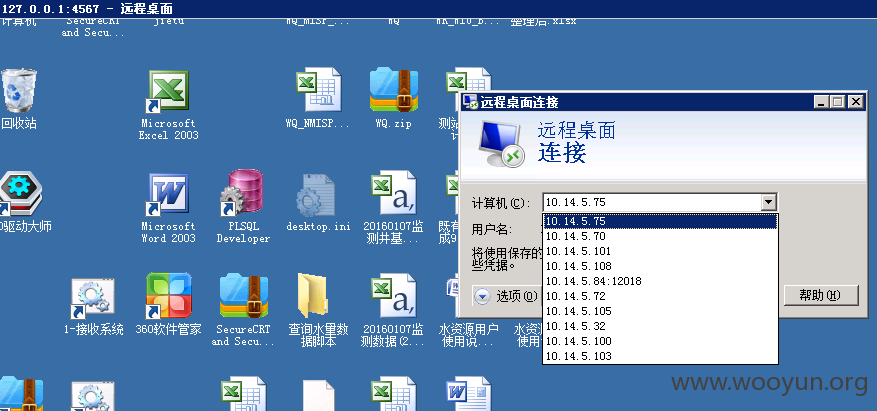 127.0.0.1:4567 - 远程桌面
计算机
SecureCRT
and Secu...
jietu
WQ_MISP_...
WQ
整理后.xlsx
回收站
Microsoft
Excel 2003
WQ_NMISP...
WQ.zip
测站
远程桌面连接
远程桌面
连接
计算机(C):
10.14.5.75
用户名:
将使用保存的
些凭据。
10.14.5.75
10.14.5.70
10.14.5.101
10.14.5.108
10.14.5.84:12018
10.14.5.72
10.14.5.105
10.14.5.32
10.14.5.100
10.14.5.103
选项(O)
帮助(H)
驱动大师
Microsoft
Word 2003
PLSQL
Developer
desktop.ini
20160107监
测井基...
既有
成9
1-接收系统
360软件管家
SecureCRT
and Secu...
查询水量数
据脚本
20160107监
测数据(2...
水资源用户
使用说...
水资
使用
www.wooyun.org